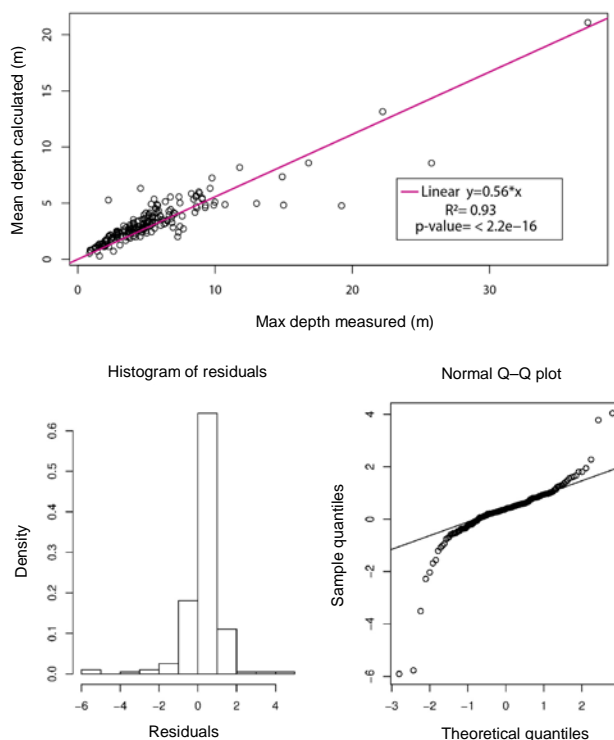 20
15
10
5
0
Mean depth calculated (m)
Linear y=0.56*x
R²= 0.93
p-value= < 2.2e−16
0 10 20 30
Max depth measured (m)
Histogram of residuals
0.6
0.5
0.4
0.3
0.2
0.1
0.0
Density
−6 −4 −2 0 2 4
Residuals
Normal Q–Q plot
4
2
0
−2
−4
−6
Sample quantiles
−3 −2 −1 0 1 2
Theoretical quantiles